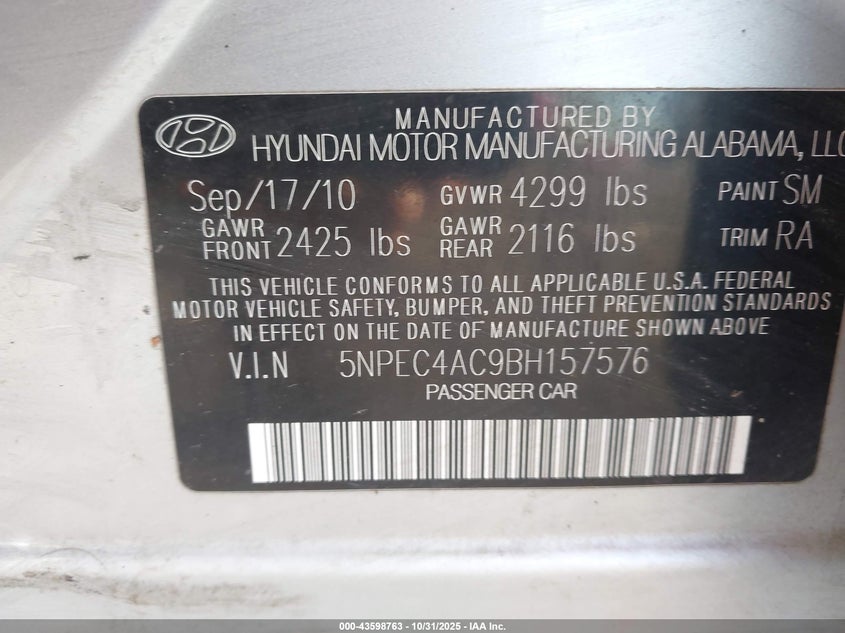 MANUFACTURED BY
HYUNDAI MOTOR MANUFACTURING ALABAMA, LLC
Sep/17/10 GVWR 4299 lbs PAINT SM
GAWR FRONT 2425 lbs GAWR REAR 2116 lbs TRIM RA
THIS VEHICLE CONFORMS TO ALL APPLICABLE U.S.A. FEDERAL
MOTOR VEHICLE SAFETY, BUMPER, AND THEFT PREVENTION STANDARDS
IN EFFECT ON THE DATE OF MANUFACTURE SHOWN ABOVE
V.I.N 5NPEC4AC9BH157576
PASSENGER CAR
000-43598763 - 10/31/2025 - IAA Inc.